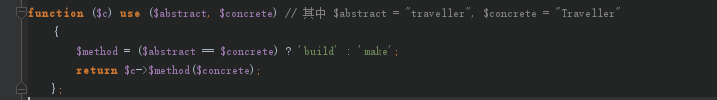 function ($c) use ($abstract, $concrete) // 其中 $abstract = "traveller", $concrete = "Traveller"
{
$method = ($abstract == $concrete) ? 'build' : 'make';
return $c->$method($concrete);
};